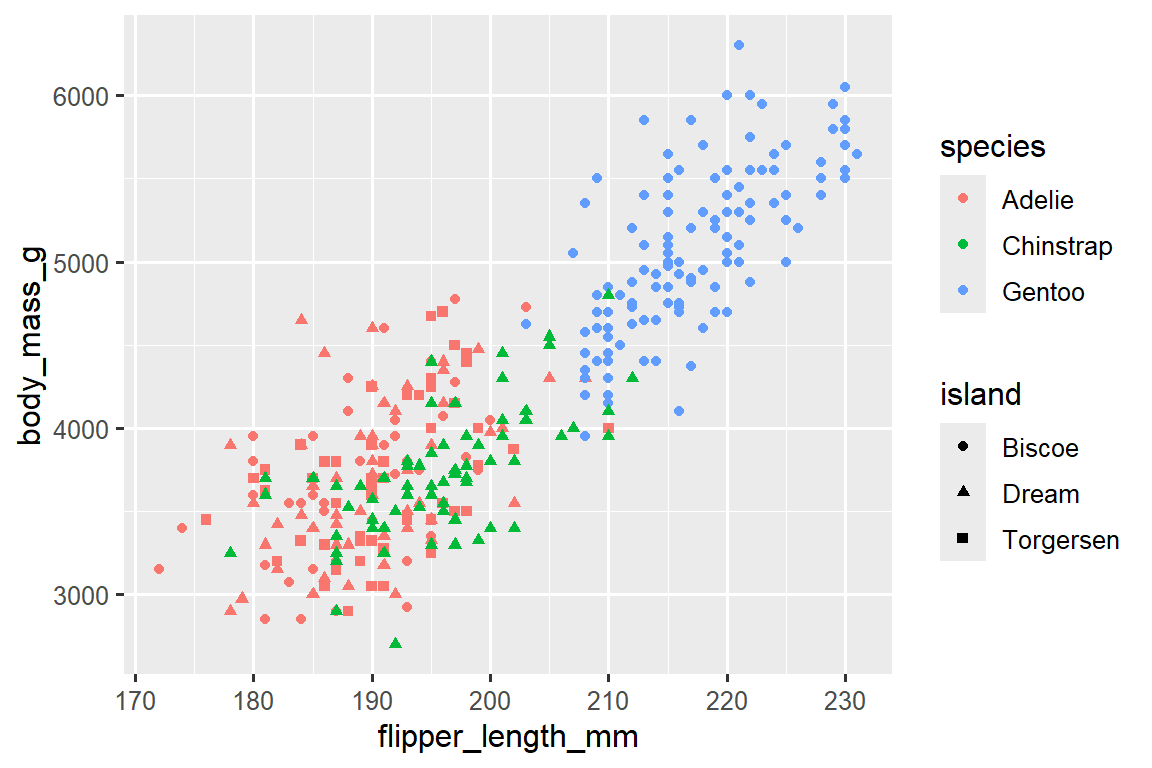 body_mass_g
6000
5000
4000
3000
170 180 190 200 210 220 230
flipper_length_mm
species
Adelie
Chinstrap
Gentoo
island
Biscoe
Dream
Torgersen